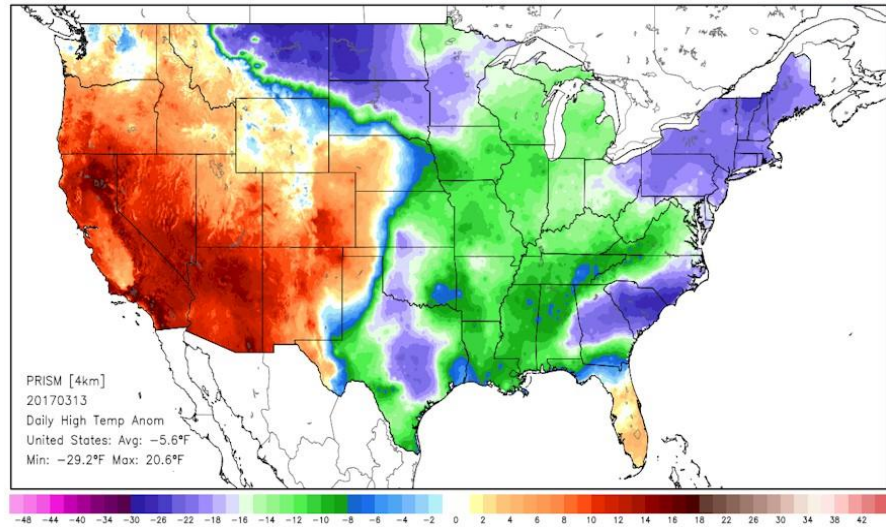 PRISM [4km]
20170313
Daily High Temp Anom
United States: Avg: −5.6°F
Min: −29.2°F Max: 20.6°F
−48 −44 −40 −34 −30 −26 −22 −18 −16 −14 −12 −10 −8 −6 −4 −2 0 2 4 6 8 10 12 14 16 18 22 26 30 34 38 42